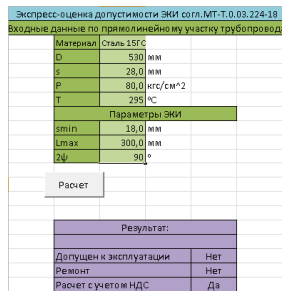 Экспресс-оценка допустимости ЭКИ согл.МТ-Т.0.03.224-18
Входные данные по прямолинейному участку трубопровода
Материал Сталь 15ГС
D 530 мм
s 28,0 мм
P 80,0 кгс/см^2
T 295 °С
Параметры ЭКИ
smin 18,0 мм
Lmax 300,0 мм
2ψ 90 °
Расчет
Результат:
Допущен к эксплуатации Нет
Ремонт Нет
Расчет с учетом НДС Да